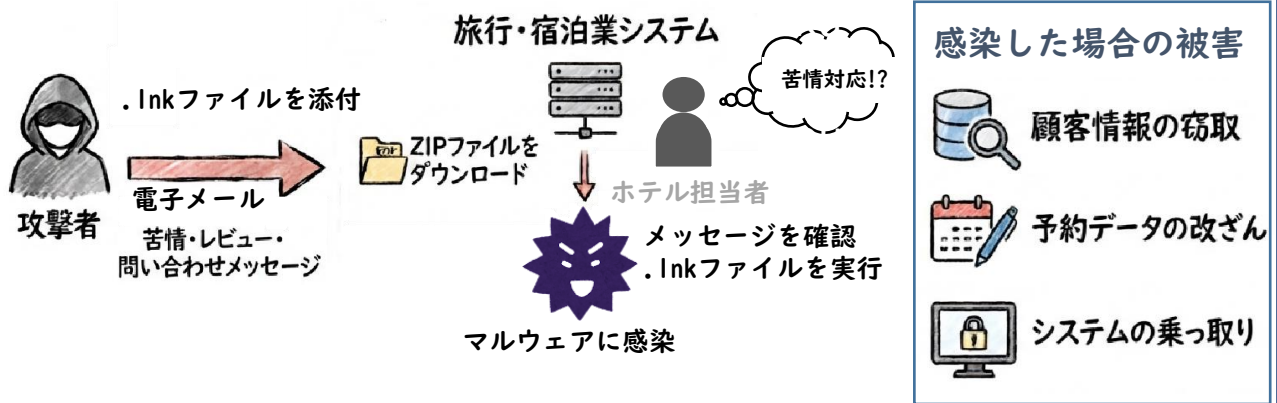 旅行・宿泊業システム
苦情対応!?
.lnkファイルを添付
ZIPファイルを
ダウンロード
電子メール
攻撃者
苦情・レビュー・
問い合わせメッセージ
ホテル担当者
メッセージを確認
.lnkファイルを実行
マルウェアに感染
感染した場合の被害
顧客情報の窃取
予約データの改ざん
システムの乗っ取り